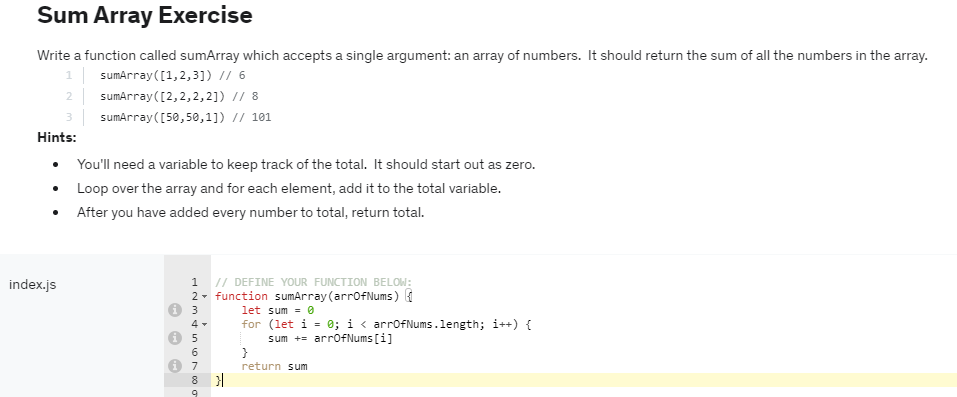 Sum Array Exercise
Write a function called sumArray which accepts a single argument: an array of numbers.  It should return the sum of all the numbers in the array.
1 sumArray([1,2,3]) // 6
2 sumArray([2,2,2,2]) // 8
3 sumArray([50,50,1]) // 101
Hints:
• You'll need a variable to keep track of the total.  It should start out as zero.
• Loop over the array and for each element, add it to the total variable.
• After you have added every number to total, return total.
index.js
1 // DEFINE YOUR FUNCTION BELOW:
2 function sumArray(arrOfNums) {
3     let sum = 0
4     for (let i = 0; i < arrOfNums.length; i++) {
5         sum += arrOfNums[i]
6     }
7     return sum
8 }
9